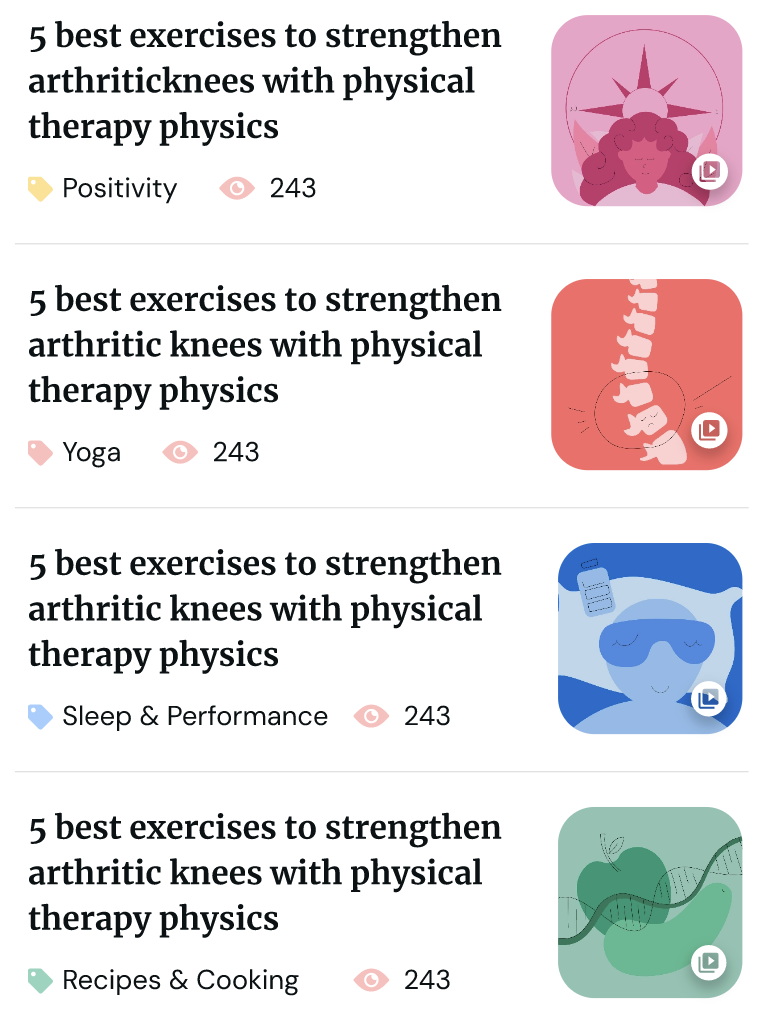 5 best exercises to strengthen
arthriticknees with physical
therapy physics
Positivity 243
5 best exercises to strengthen
arthritic knees with physical
therapy physics
Yoga 243
5 best exercises to strengthen
arthritic knees with physical
therapy physics
Sleep & Performance 243
5 best exercises to strengthen
arthritic knees with physical
therapy physics
Recipes & Cooking 243